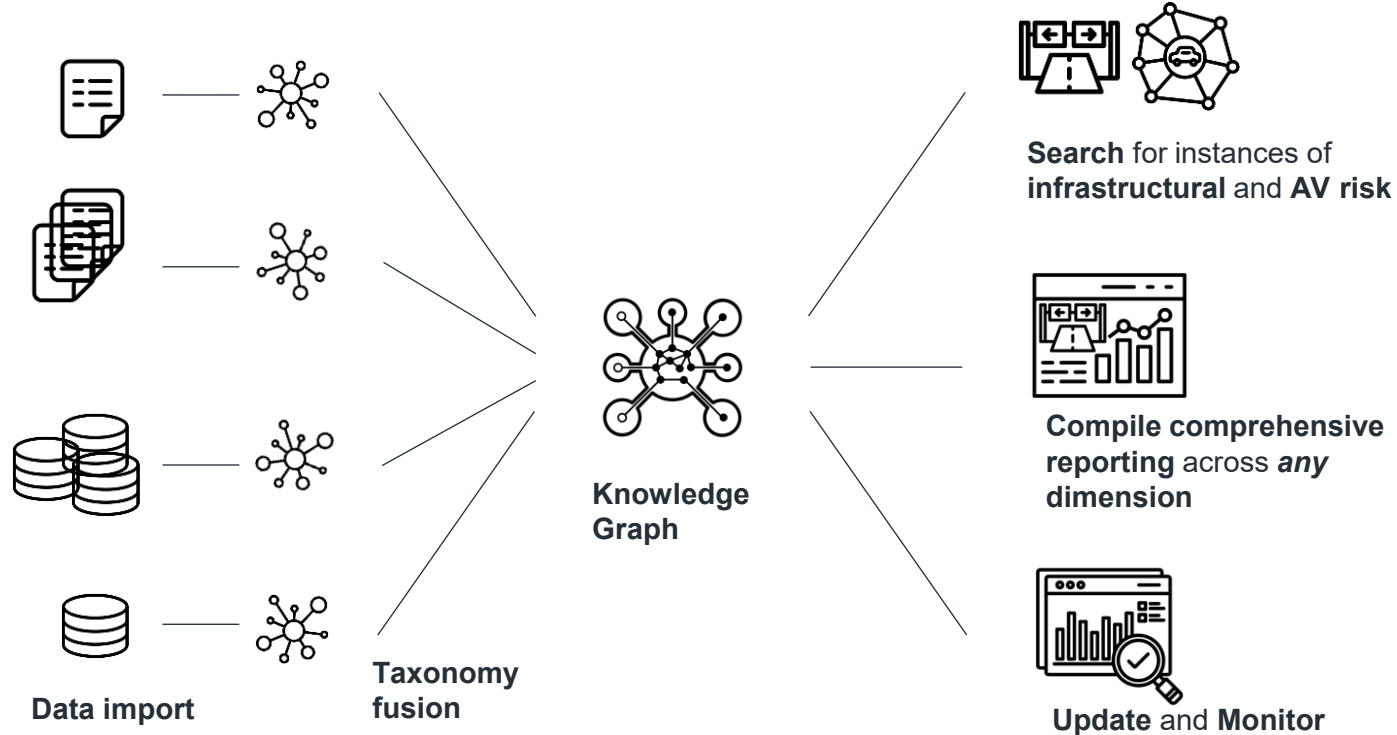 Search for instances of
infrastructural and AV risk
Compile comprehensive
reporting across any
dimension
Knowledge
Graph
Taxonomy
fusion
Data import
Update and Monitor